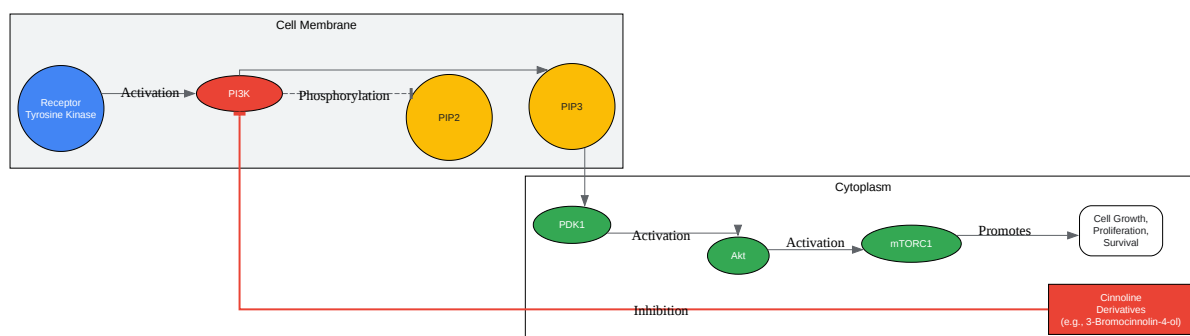 Cell Membrane
Receptor
Tyrosine Kinase
Activation
PI3K
Phosphorylation
PIP2
PIP3
Cytoplasm
PDK1
Activation
Akt
Activation
mTORC1
Promotes
Cell Growth,
Proliferation,
Survival
Inhibition
Cinnoline
Derivatives
(e.g., 3-Bromocinnolin-4-ol)